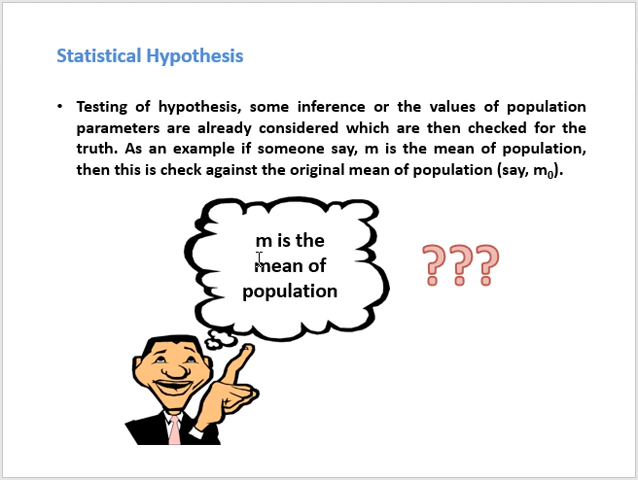 Statistical Hypothesis
• Testing of hypothesis, some inference or the values of population
parameters are already considered which are then checked for the
truth. As an example if someone say, m is the mean of population,
then this is check against the original mean of population (say, m₀).
m is the
mean of
population
???